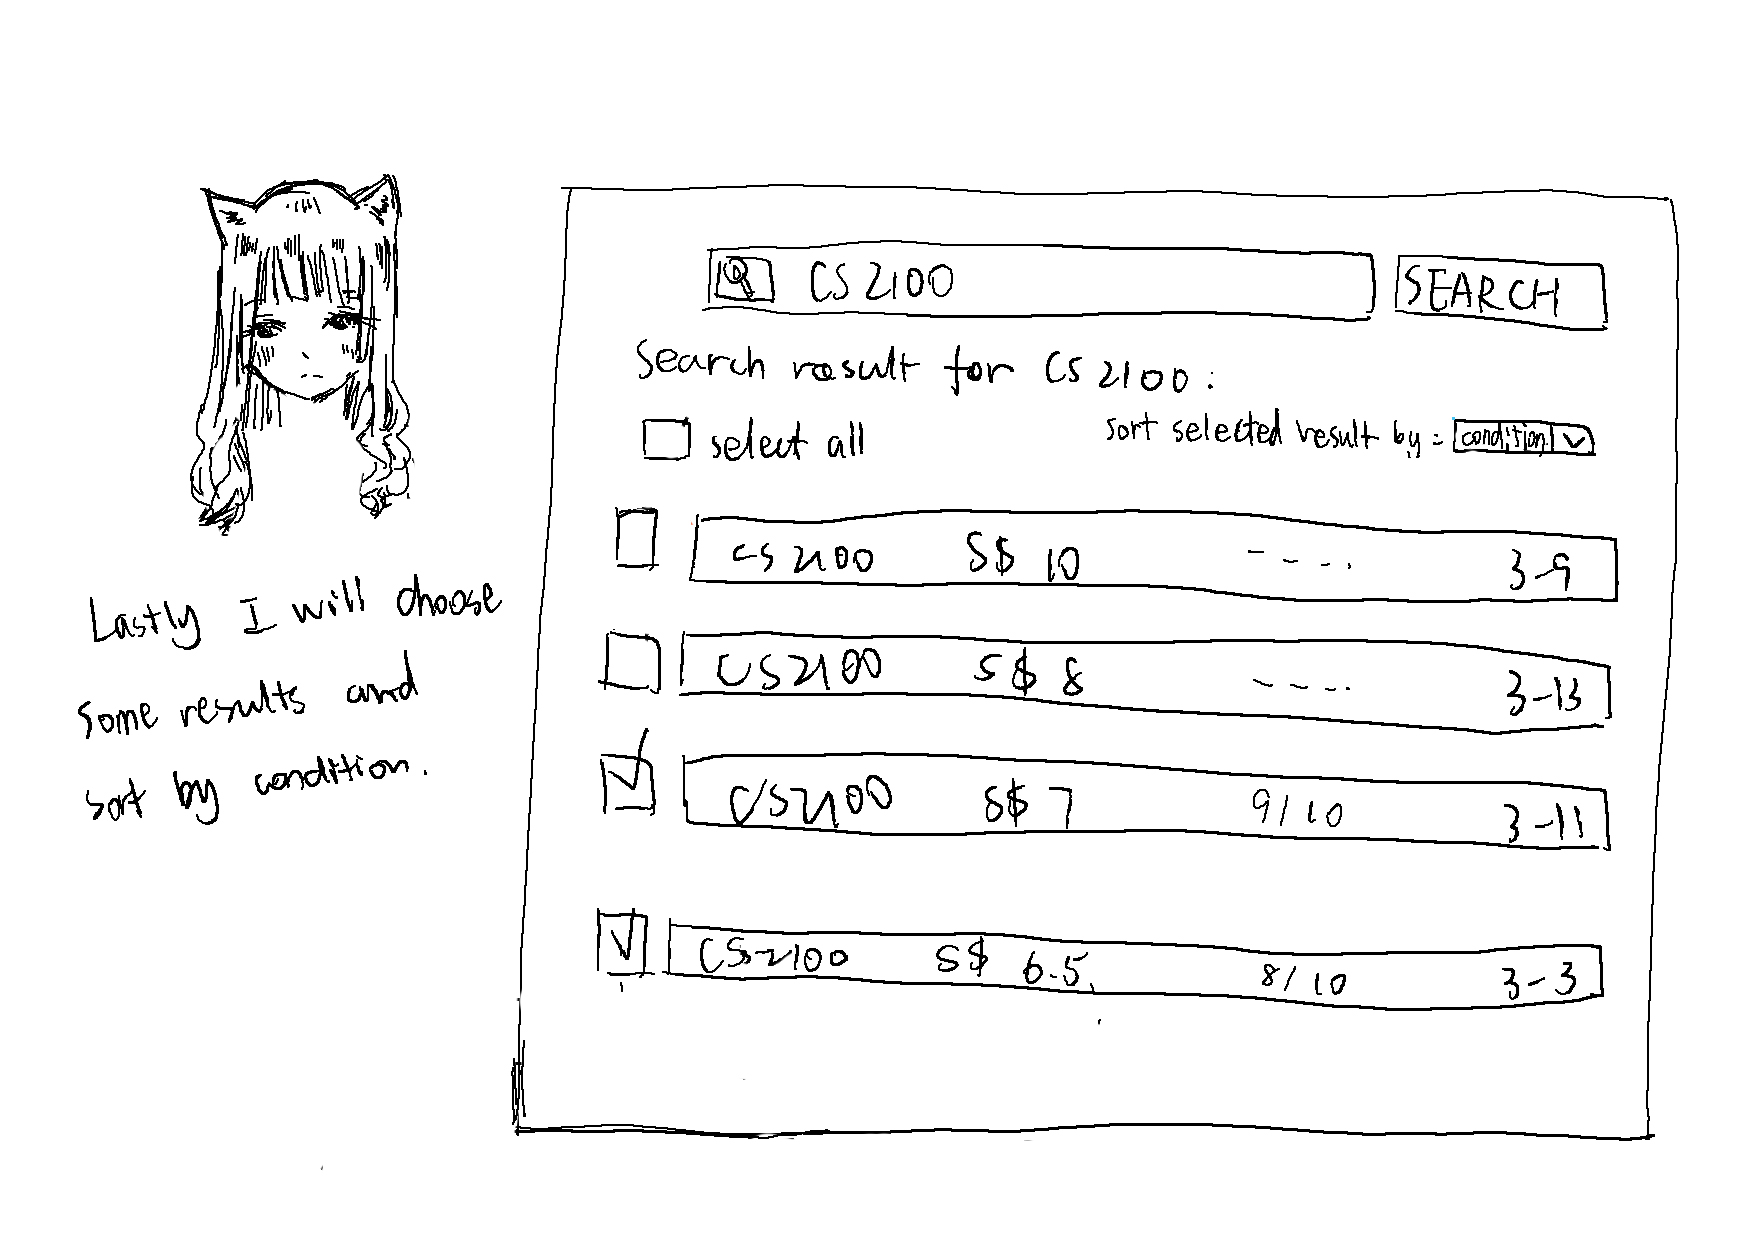 CS2100 SEARCH
Search result for CS2100:
select all
sort selected result by: condition
CS2100 S$ 10 - - - - 3-9
CS2100 S$ 8 - - - - 3-13
CS2100 S$ 7 9/10 3-11
CS2100 S$ 6.5 8/10 3-3
Lastly I will choose
some results and
sort by condition.